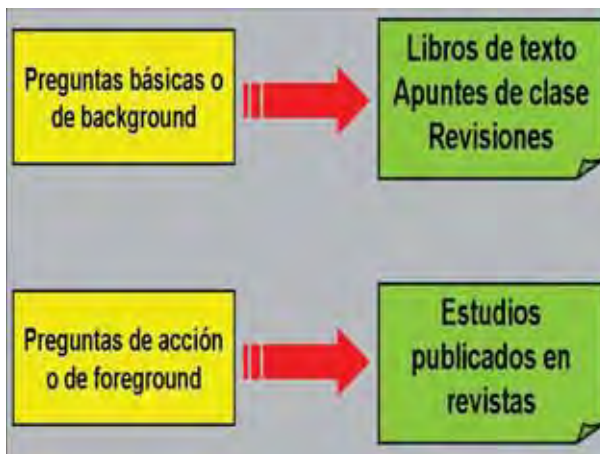 Preguntas básicas o
de background
Libros de texto
Apuntes de clase
Revisiones
Preguntas de acción
o de foreground
Estudios
publicados en
revistas